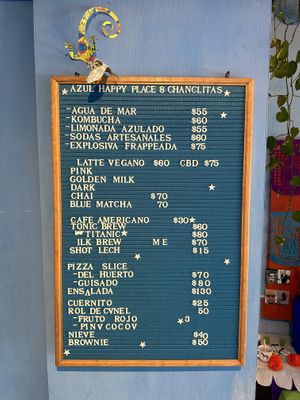 AZUL HAPPY PLACE & CHANCLITAS
-AGUA DE MAR $55
-KOMBUCHA $60
-LIMONADA AZULADO $55
-SODAS ARTESANALES $60
-EXPLOSIVA FRAPPEADA $75
LATTE VEGANO $60 CBD $75
PINK
GOLDEN MILK
DARK
CHAI $70
BLUE MATCHA 70
CAFE AMERICANO $30
TONIC BREW $60
TITANIC $80
ILK BREW M E $70
SHOT LECH $15
PIZZA SLICE
-DEL HUERTO $70
-GUISADO $80
ENSALADA $130
CUERNITO $25
ROL DE CVNEL 50
-FRUTO ROJO 3
-PINV COCOV
NIEVE $40
BROWNIE $50